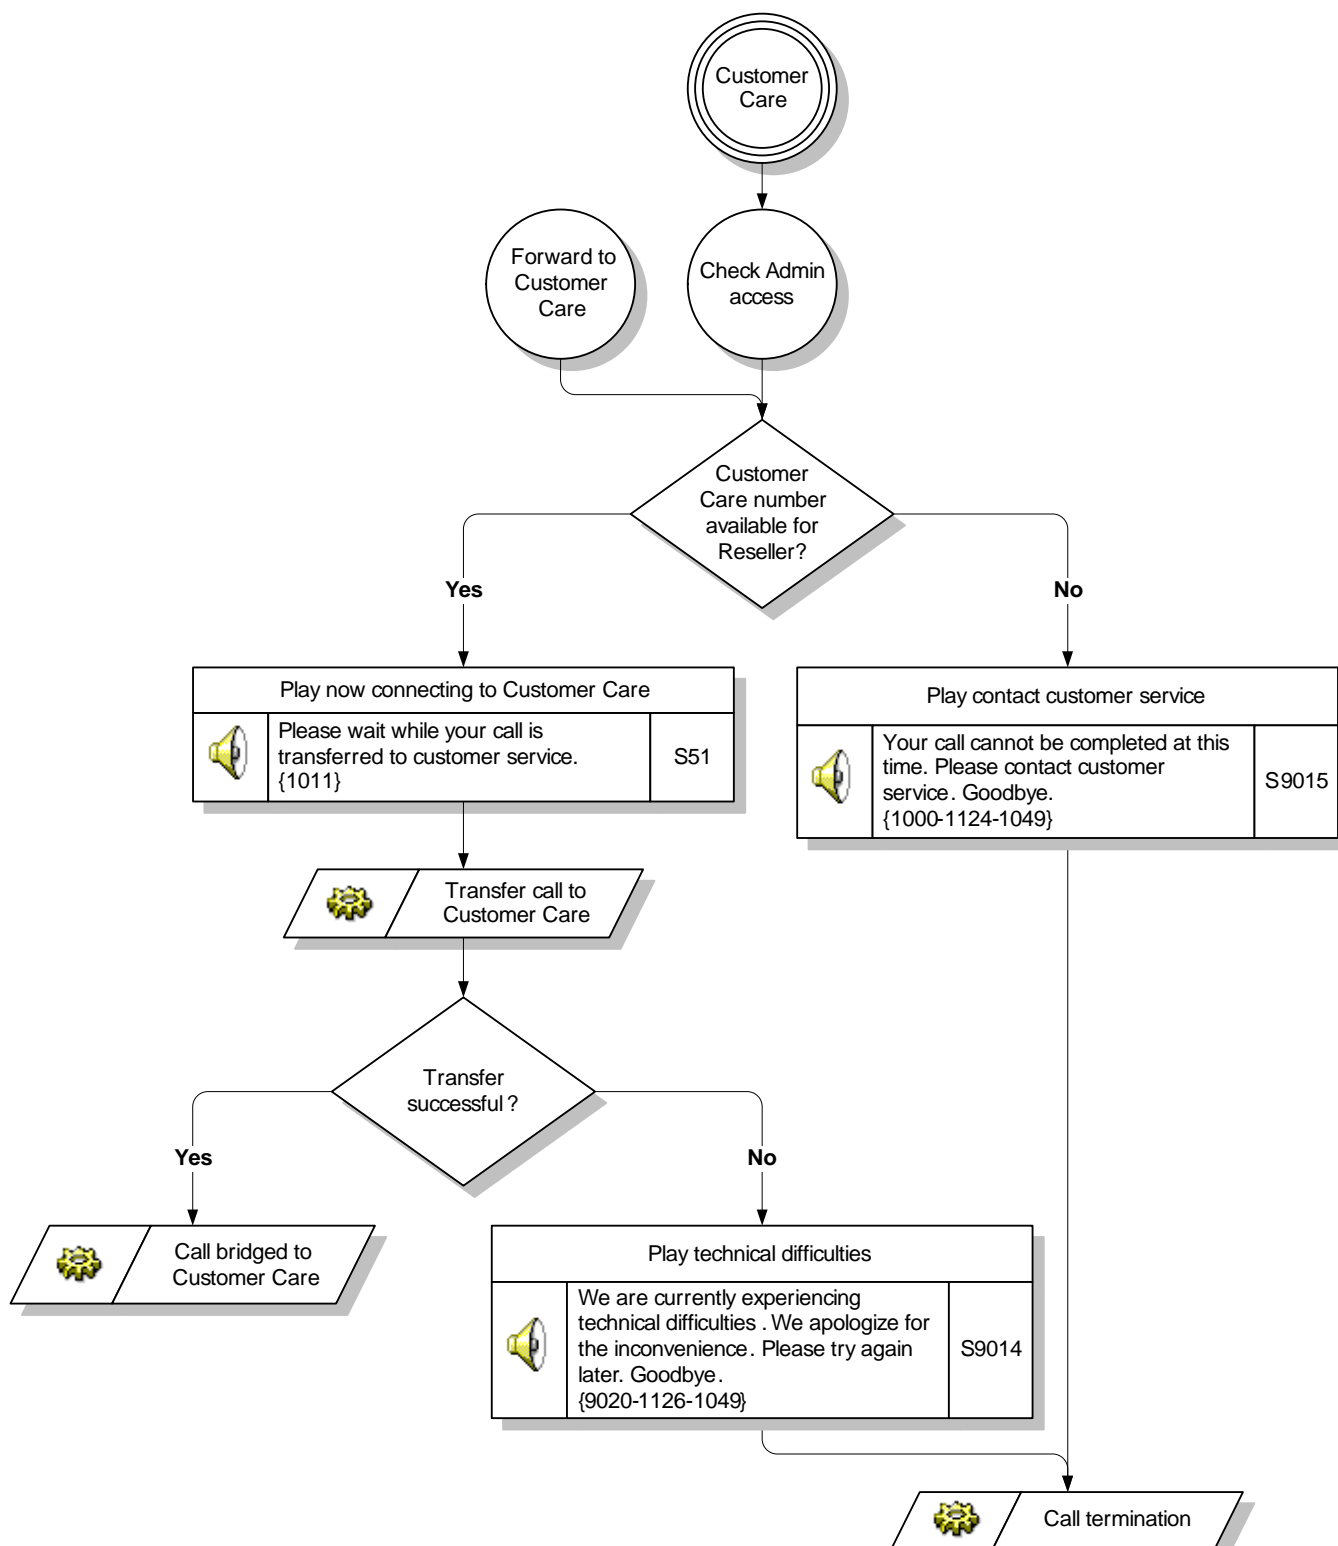 Customer
Care
Forward to
Customer
Care
Check Admin
access
Customer
Care number
available for
Reseller?
Yes
No
Play now connecting to Customer Care
Please wait while your call is
transferred to customer service.
{1011}
S51
Play contact customer service
Your call cannot be completed at this
time. Please contact customer
service. Goodbye.
{1000-1124-1049}
S9015
Transfer call to
Customer Care
Transfer
successful?
Yes
No
Call bridged to
Customer Care
Play technical difficulties
We are currently experiencing
technical difficulties. We apologize for
the inconvenience. Please try again
later. Goodbye.
{9020-1126-1049}
S9014
Call termination